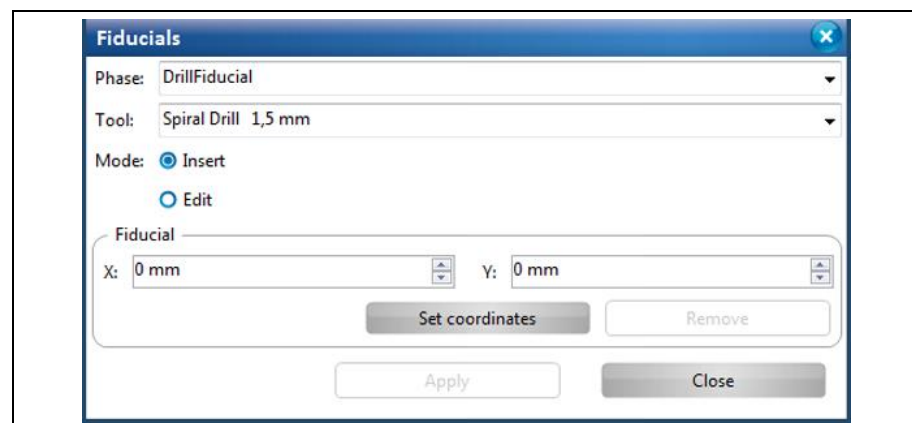 Fiducials
Phase: DrillFiducial
Tool: Spiral Drill 1,5 mm
Mode: Insert
Edit
Fiducial
X: 0 mm Y: 0 mm
Set coordinates Remove
Apply Close